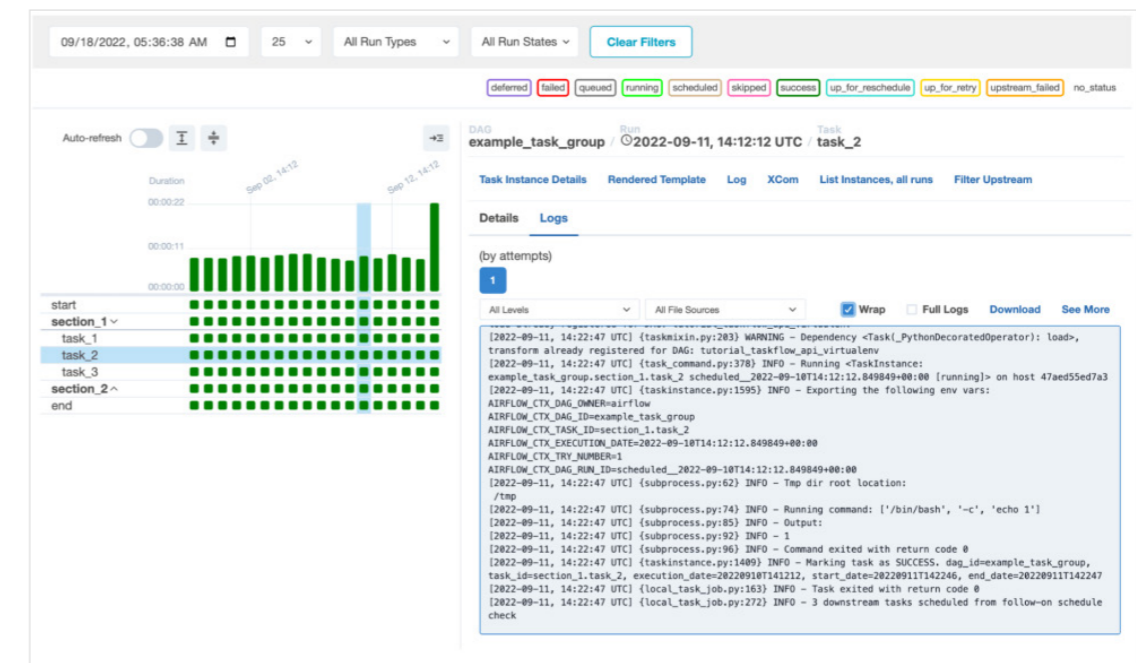 09/18/2022, 05:36:38 AM 25 All Run Types All Run States Clear Filters
deferred failed queued running scheduled skipped success up_for_reschedule up_for_retry upstream_failed no_status
Auto-refresh
Duration
Sep 02, 14:12
Sep 12, 14:12
00:00:22
00:00:11
00:00:00
start
section_1
task_1
task_2
task_3
section_2
end
DAG Run Task
example_task_group / 2022-09-11, 14:12:12 UTC / task_2
Task Instance Details Rendered Template Log XCom List Instances, all runs Filter Upstream
Details Logs
(by attempts)
1
All Levels All File Sources Wrap Full Logs Download See More
[2022-09-11, 14:22:47 UTC] {taskmixin.py:203} WARNING - Dependency <Task(_PythonDecoratedOperator): load>,
transform already registered for DAG: tutorial_taskflow_api_virtualenv
[2022-09-11, 14:22:47 UTC] {task_command.py:378} INFO - Running <TaskInstance:
example_task_group.section_1.task_2 scheduled__2022-09-10T14:12:12.849849+00:00 [running]> on host 47aed55ed7a3
[2022-09-11, 14:22:47 UTC] {taskinstance.py:1595} INFO - Exporting the following env vars:
AIRFLOW_CTX_DAG_OWNER=airflow
AIRFLOW_CTX_DAG_ID=example_task_group
AIRFLOW_CTX_TASK_ID=section_1.task_2
AIRFLOW_CTX_EXECUTION_DATE=2022-09-10T14:12:12.849849+00:00
AIRFLOW_CTX_TRY_NUMBER=1
AIRFLOW_CTX_DAG_RUN_ID=scheduled__2022-09-10T14:12:12.849849+00:00
[2022-09-11, 14:22:47 UTC] {subprocess.py:62} INFO - Tmp dir root location:
/tmp
[2022-09-11, 14:22:47 UTC] {subprocess.py:74} INFO - Running command: ['/bin/bash', '-c', 'echo 1']
[2022-09-11, 14:22:47 UTC] {subprocess.py:85} INFO - Output:
[2022-09-11, 14:22:47 UTC] {subprocess.py:92} INFO - 1
[2022-09-11, 14:22:47 UTC] {subprocess.py:96} INFO - Command exited with return code 0
[2022-09-11, 14:22:47 UTC] {taskinstance.py:1409} INFO - Marking task as SUCCESS. dag_id=example_task_group,
task_id=section_1.task_2, execution_date=20220910T141212, start_date=20220911T142246, end_date=20220911T142247
[2022-09-11, 14:22:47 UTC] {local_task_job.py:163} INFO - Task exited with return code 0
[2022-09-11, 14:22:47 UTC] {local_task_job.py:272} INFO - 3 downstream tasks scheduled from follow-on schedule
check